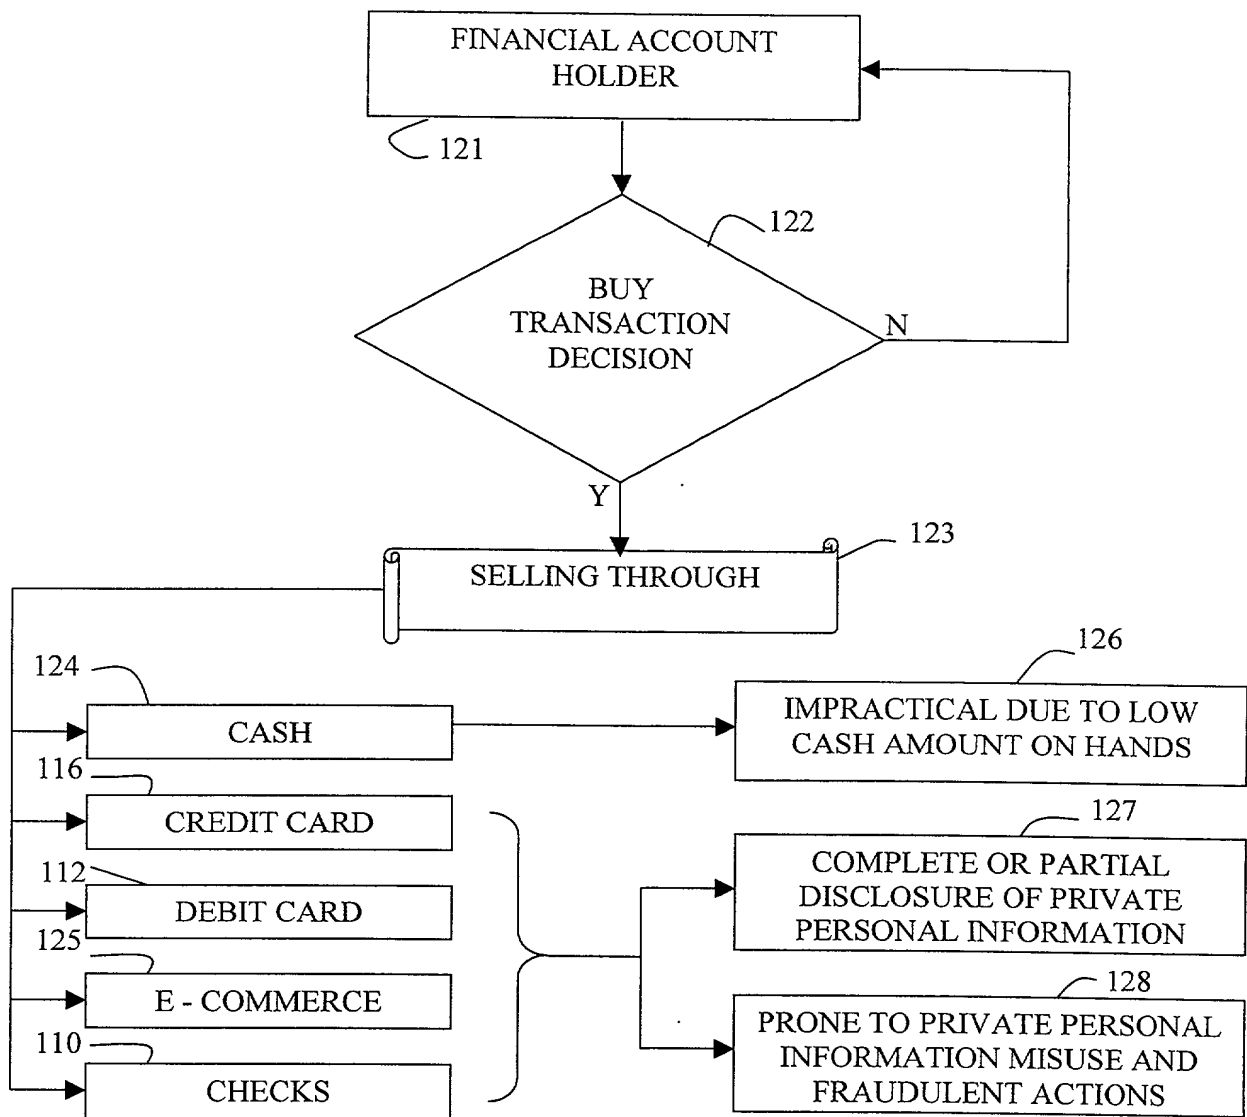 FINANCIAL ACCOUNT
HOLDER
121
122
BUY
TRANSACTION
DECISION
N
Y
123
SELLING THROUGH
124
126
CASH
IMPRACTICAL DUE TO LOW
CASH AMOUNT ON HANDS
116
CREDIT CARD
127
COMPLETE OR PARTIAL
DISCLOSURE OF PRIVATE
PERSONAL INFORMATION
112
DEBIT CARD
125
E - COMMERCE
128
PRONE TO PRIVATE PERSONAL
INFORMATION MISUSE AND
FRAUDULENT ACTIONS
110
CHECKS